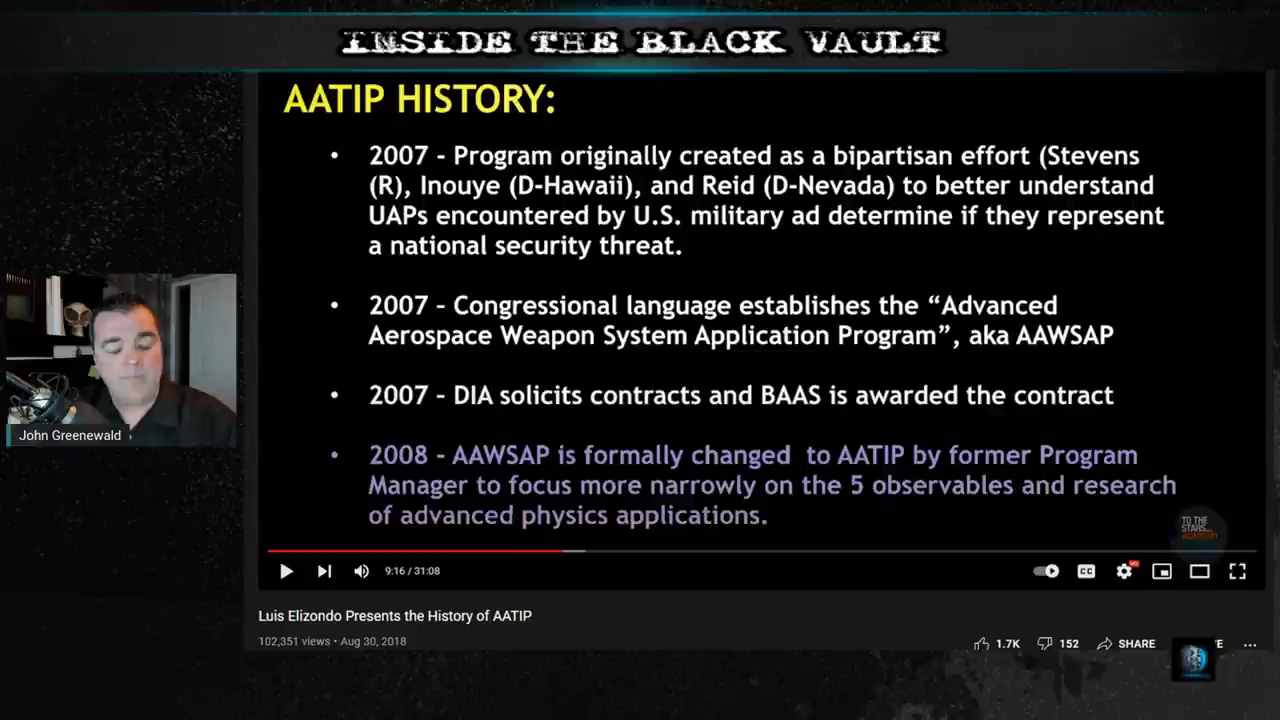 INSIDE THE BLACK VAULT
AATIP HISTORY:
• 2007 - Program originally created as a bipartisan effort (Stevens
(R), Inouye (D-Hawaii), and Reid (D-Nevada) to better understand
UAPs encountered by U.S. military ad determine if they represent
a national security threat.
• 2007 – Congressional language establishes the “Advanced
Aerospace Weapon System Application Program”, aka AAWSAP
• 2007 – DIA solicits contracts and BAAS is awarded the contract
• 2008 - AAWSAP is formally changed to AATIP by former Program
Manager to focus more narrowly on the 5 observables and research
of advanced physics applications.
TO THE
STARS...
ACADEMY
John Greenewald
9:16 / 31:08
CC
Luis Elizondo Presents the History of AATIP
102,351 views • Aug 30, 2018
1.7K
152
SHARE
E
...